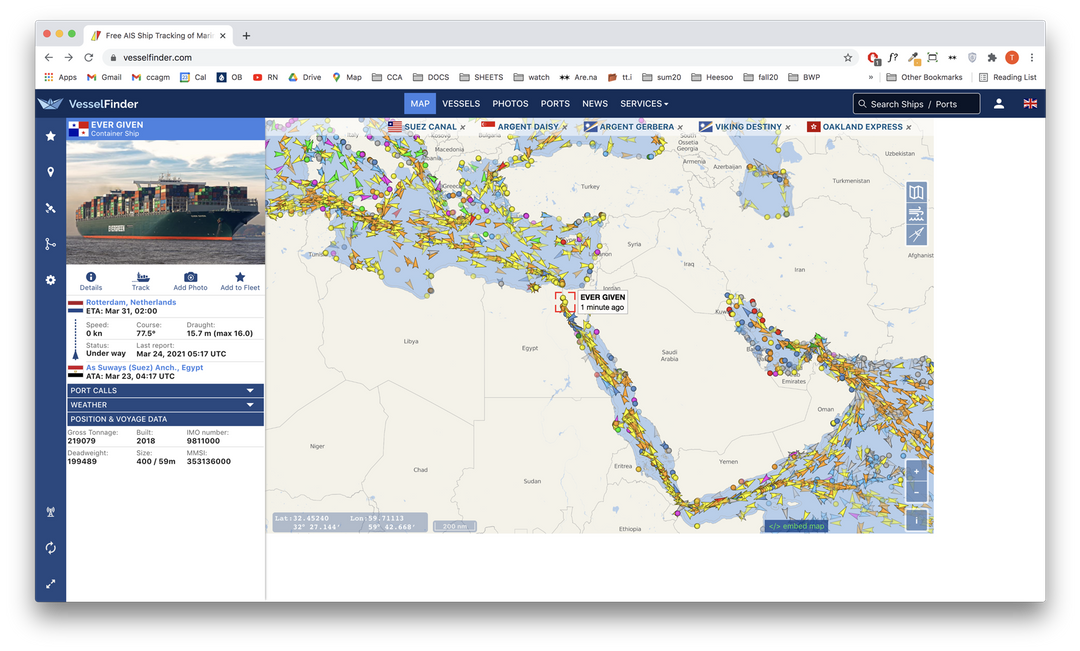 Free AIS Ship Tracking of Mari
vesselfinder.com
Apps Gmail ccagm Cal OB RN Drive Map CCA DOCS SHEETS watch Are.na tt.i sum20 Heesoo fall20 BWP » Other Bookmarks Reading List
VesselFinder MAP VESSELS PHOTOS PORTS NEWS SERVICES Search Ships / Ports
EVER GIVEN
Container Ship
SUEZ CANAL × ARGENT DAISY × ARGENT GERBERA × VIKING DESTINY × OAKLAND EXPRESS ×
EVERGREEN
Details Track Add Photo Add to Fleet
Rotterdam, Netherlands
ETA: Mar 31, 02:00
Speed: Course: Draught:
0 kn 77.5° 15.7 m (max 16.0)
Status: Last report:
Under way Mar 24, 2021 05:17 UTC
As Suways (Suez) Anch., Egypt
ATA: Mar 23, 04:17 UTC
PORT CALLS
WEATHER
POSITION & VOYAGE DATA
Gross Tonnage: Built: IMO number:
219079 2018 9811000
Deadweight: Size: MMSI:
199489 400 / 59m 353136000
Italy
Macedonia
Albania
Greece
Turkey
South
Ossetia
Georgia
Armenia
Azerbaijan
Uzbekistan
Turkmenistan
Tunis
Syria
Lebanon
Iraq
Iran
Afghanist
Jordan
EVER GIVEN
1 minute ago
Kuw
Libya
Egypt
Saudi
Arabia
Emirates
Oman
Niger
Chad
Sudan
Eritrea
Yemen
Ethiopia
Lat:32.45240 Lon:59.71113
32° 27.144' 59° 42.668'
200 nm
</> embed map
+
−
i